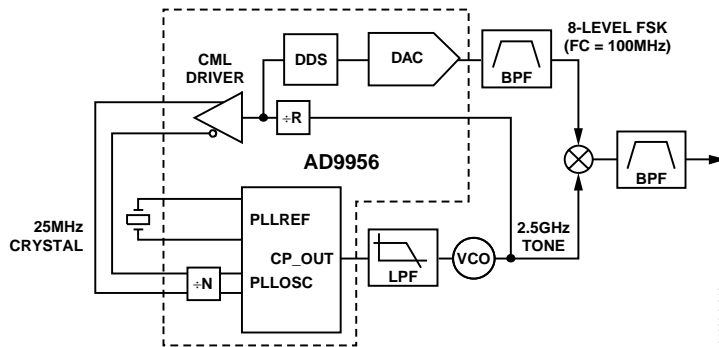 8-LEVEL FSK
(FC = 100MHz)
CML
DRIVER
DDS
DAC
BPF
÷R
AD9956
BPF
25MHz
CRYSTAL
PLLREF
CP_OUT
PLLOSC
÷N
LPF
VCO
2.5GHz
TONE